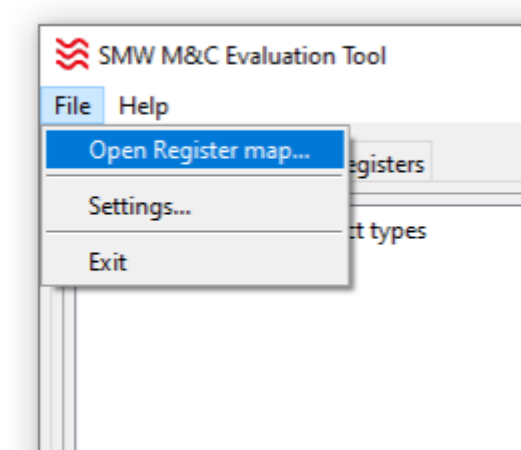 SMW M&C Evaluation Tool
File Help
Open Register map...
egisters
Settings...
ct types
Exit